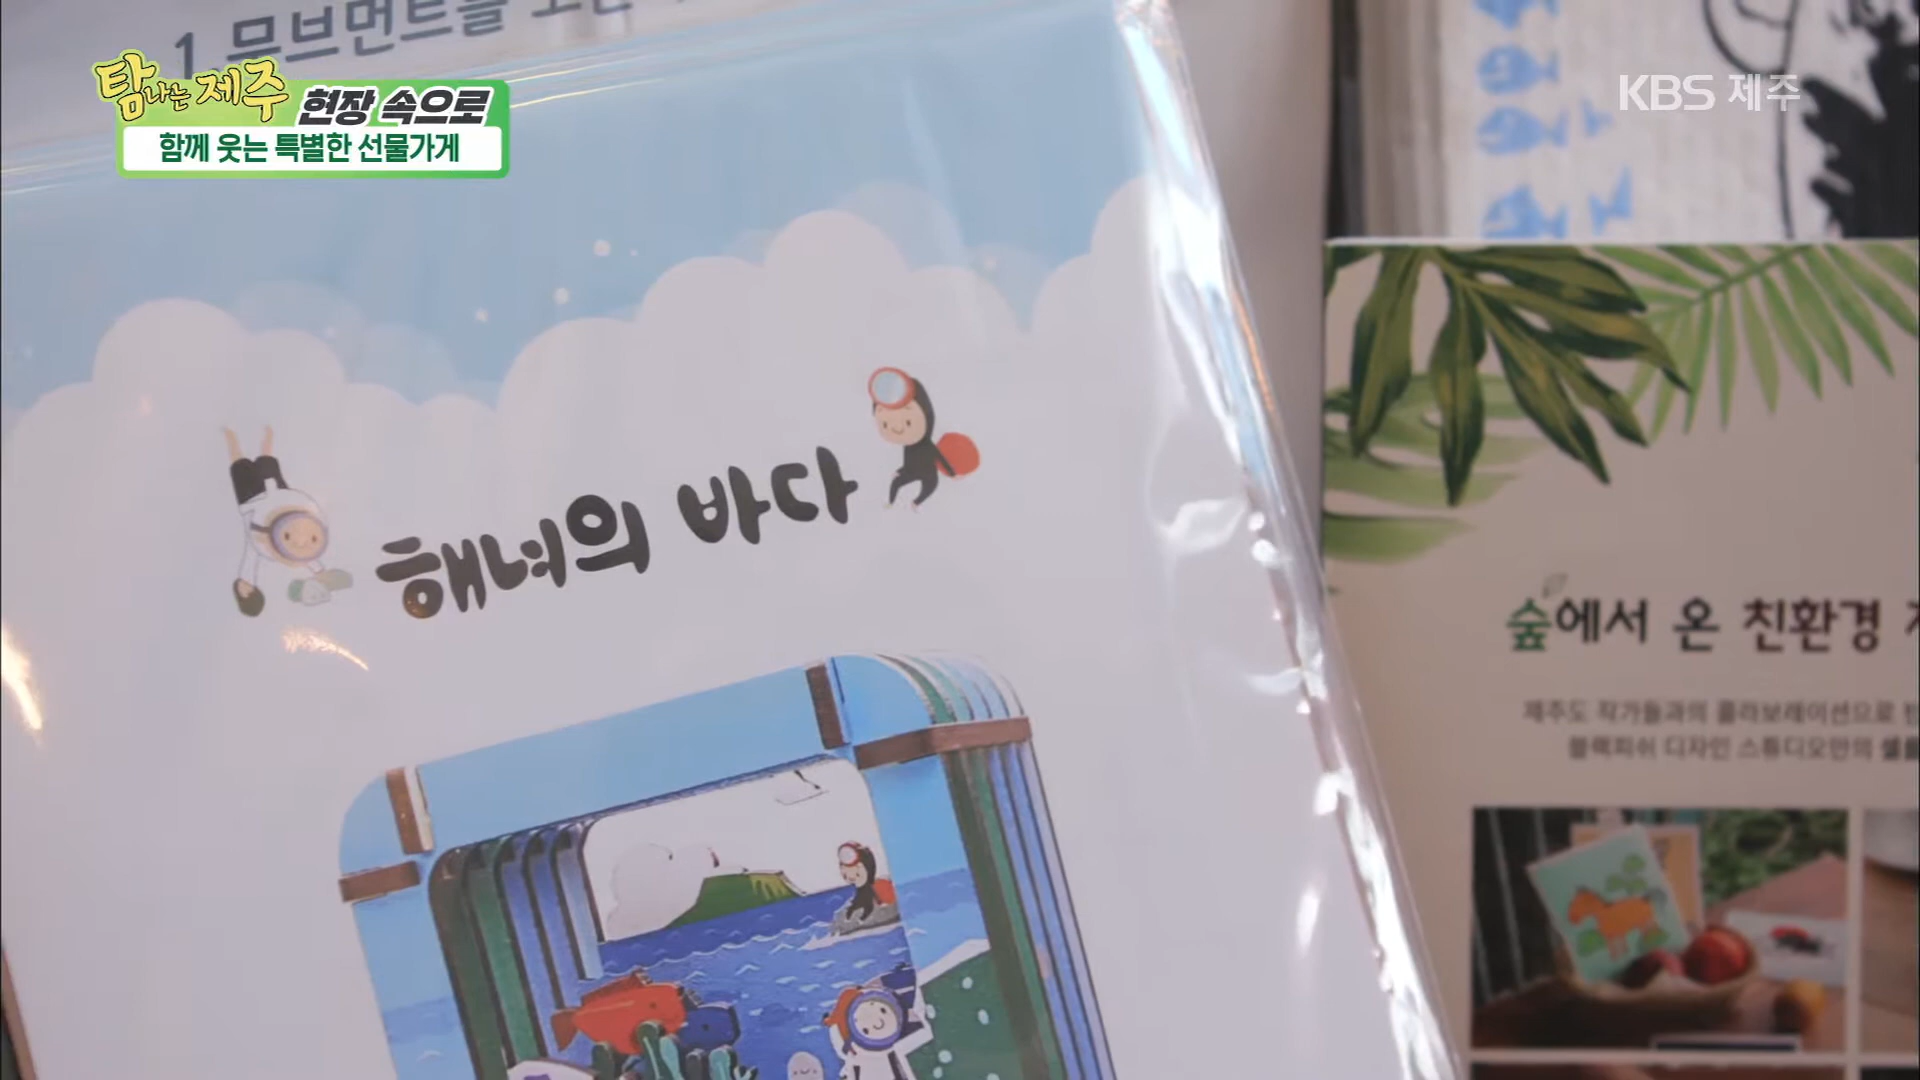 1. 무브먼트를
탐나는 제주 현장 속으로
함께 웃는 특별한 선물가게
KBS 제주
해녀의 바다
숲에서 온 친환경
제주도 작가들과의 콜라보레이션으로
블랙피쉬 디자인 스튜디오만의